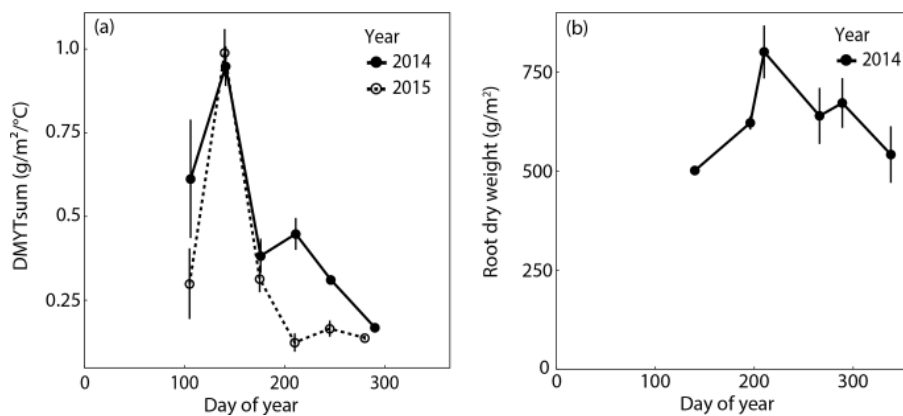 (a)
Year
2014
2015
DMYTsum (g/m²/°C)
1.0
0.75
0.5
0.25
0
100
200
300
Day of year
(b)
Year
2014
Root dry weight (g/m²)
750
500
250
0
0
100
200
300
Day of year